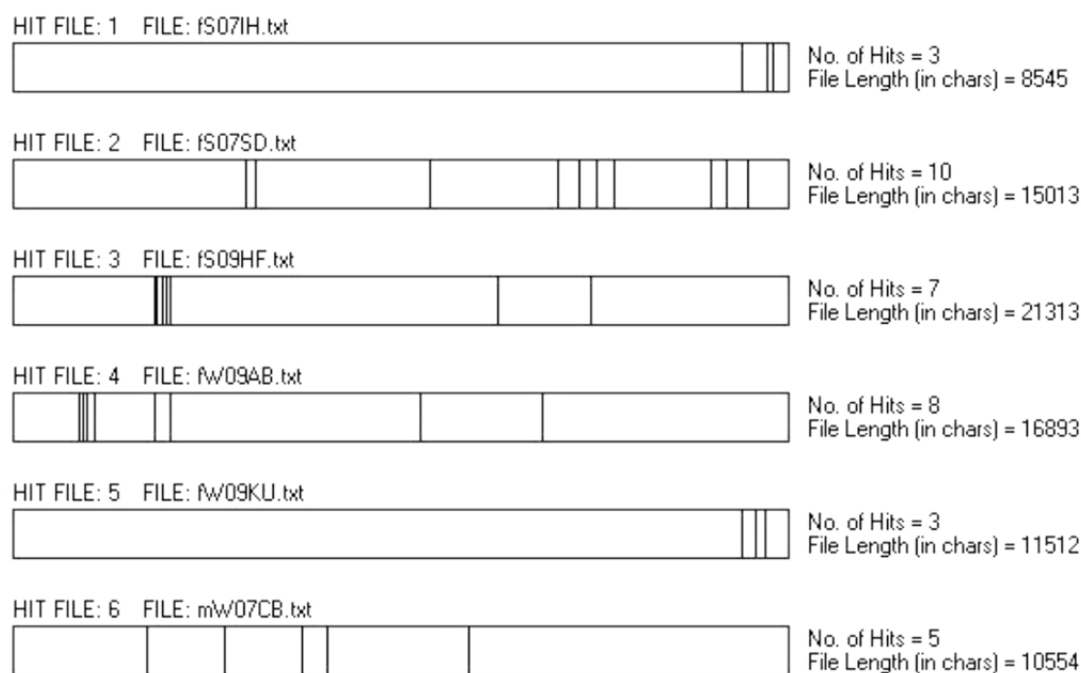 HIT FILE: 1 FILE: fS07IH.txt
No. of Hits = 3
File Length (in chars) = 8545
HIT FILE: 2 FILE: fS07SD.txt
No. of Hits = 10
File Length (in chars) = 15013
HIT FILE: 3 FILE: fS09HF.txt
No. of Hits = 7
File Length (in chars) = 21313
HIT FILE: 4 FILE: fW09AB.txt
No. of Hits = 8
File Length (in chars) = 16893
HIT FILE: 5 FILE: fW09KU.txt
No. of Hits = 3
File Length (in chars) = 11512
HIT FILE: 6 FILE: mW07CB.txt
No. of Hits = 5
File Length (in chars) = 10554